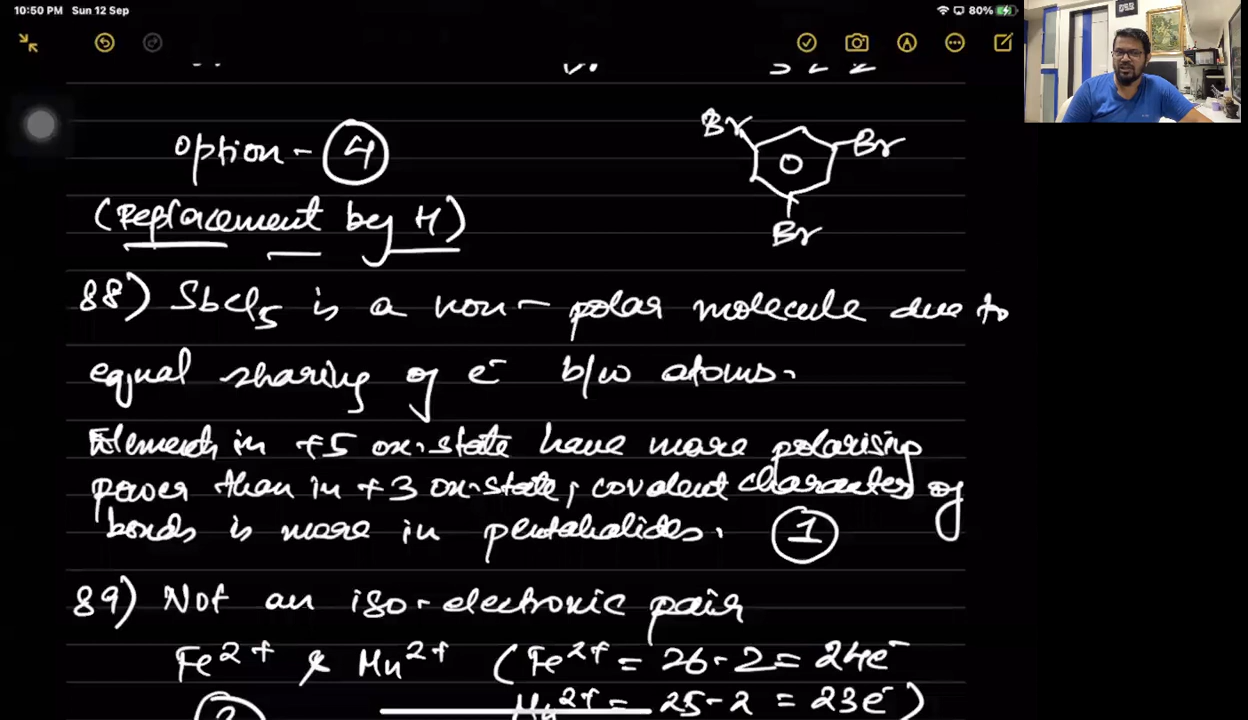 10:50 PM Sun 12 Sep
80%
Option - 4
Br
Br
Br
(Replacement by H)
88) SbCl5 is a non-polar molecule due to
equal sharing of e- b/w atoms.
Elements in +5 ox. state have more polarising
power than in +3 ox. state, covalent character of
bonds is more in pentahalides. 1
89) Not an iso-electronic pair
Fe2+ & Mn2+ (Fe2+ = 26-2 = 24e-
Mn2+ = 25-2 = 23e-)